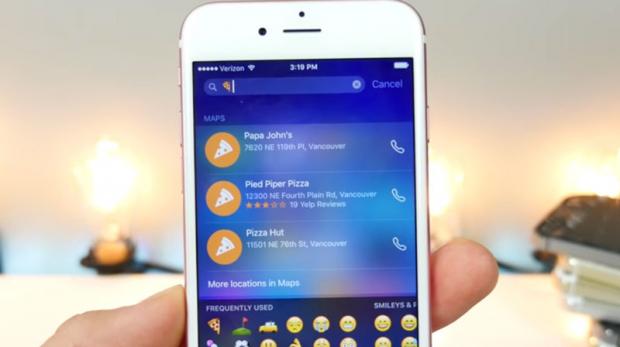 Verizon 3:19 PM
Cancel
MAPS
Papa John's
7620 NE 119th Pl, Vancouver
Pied Piper Pizza
12300 NE Fourth Plain Rd, Vancouver
19 Yelp Reviews
Pizza Hut
11501 NE 76th St, Vancouver
More locations in Maps
FREQUENTLY USED SMILEYS & P